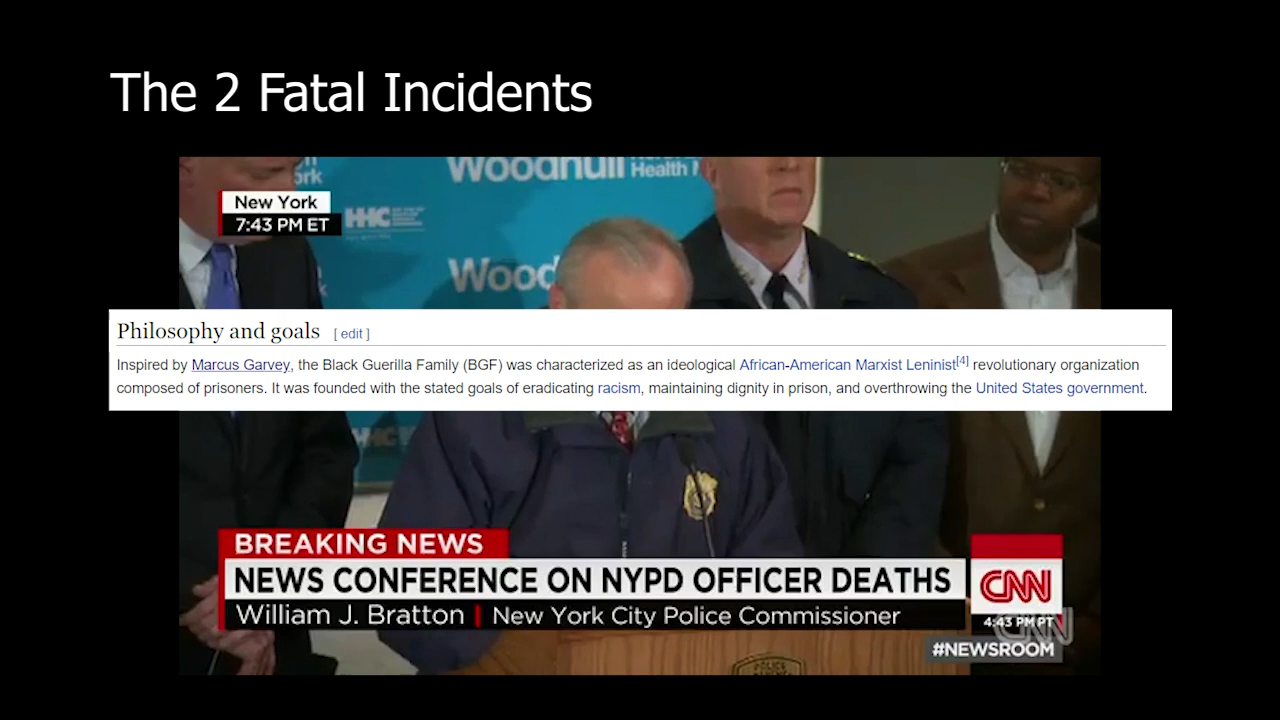 The 2 Fatal Incidents
Woodhull
Health
New York
7:43 PM ET
HHC
Wood
Philosophy and goals [ edit ]
Inspired by Marcus Garvey, the Black Guerilla Family (BGF) was characterized as an ideological African-American Marxist Leninist[4] revolutionary organization
composed of prisoners. It was founded with the stated goals of eradicating racism, maintaining dignity in prison, and overthrowing the United States government.
HHC
BREAKING NEWS
NEWS CONFERENCE ON NYPD OFFICER DEATHS
William J. Bratton | New York City Police Commissioner
CNN
4:43 PM PT
CNN
#NEWSROOM
POLICE